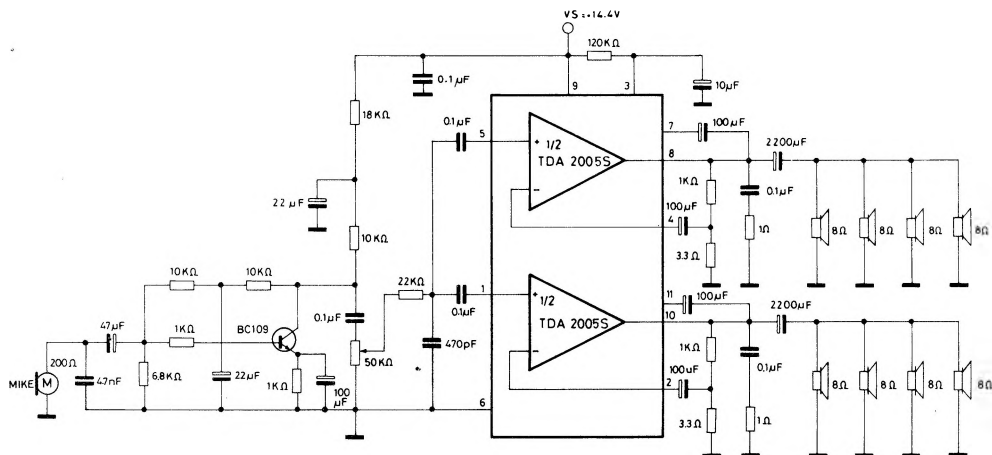 VS=+14.4V
120KΩ
0.1µF
9
3
10µF
18KΩ
7
100µF
0.1µF
5
+
1/2
TDA 2005S
-
8
2200µF
22µF
1KΩ
0.1µF
100µF
4
10KΩ
3.3Ω
1Ω
8Ω
8Ω
8Ω
8Ω
10KΩ
10KΩ
22KΩ
0.1µF
1
+
1/2
TDA 2005S
-
11
100µF
10
2200µF
47µF
1KΩ
BC109
0.1µF
50KΩ
470pF
1KΩ
0.1µF
200Ω
MIKE
M
47nF
6.8KΩ
22µF
1KΩ
100µF
100uF
2
3.3Ω
1Ω
8Ω
8Ω
8Ω
8Ω
6